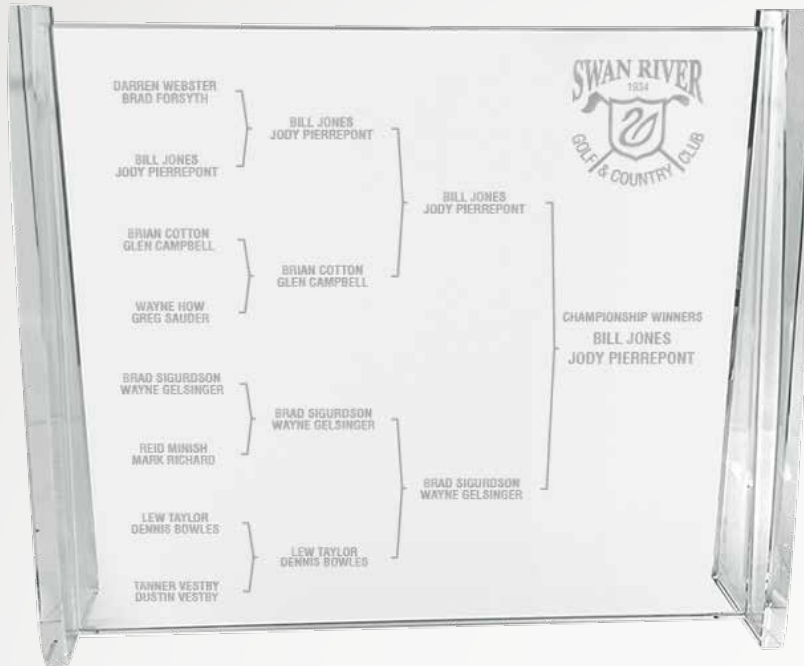 DARREN WEBSTER
BRAD FORSYTH
BILL JONES
JODY PIERREPONT
BRIAN COTTON
GLEN CAMPBELL
WAYNE HOW
GREG SAUDER
BRAD SIGURDSON
WAYNE GELSINGER
REID MINISH
MARK RICHARD
LEW TAYLOR
DENNIS BOWLES
TANNER VESTBY
DUSTIN VESTBY
BILL JONES
JODY PIERREPONT
BRIAN COTTON
GLEN CAMPBELL
BRAD SIGURDSON
WAYNE GELSINGER
LEW TAYLOR
DENNIS BOWLES
BILL JONES
JODY PIERREPONT
BRAD SIGURDSON
WAYNE GELSINGER
SWAN RIVER
1934
GOLF & COUNTRY CLUB
CHAMPIONSHIP WINNERS
BILL JONES
JODY PIERREPONT